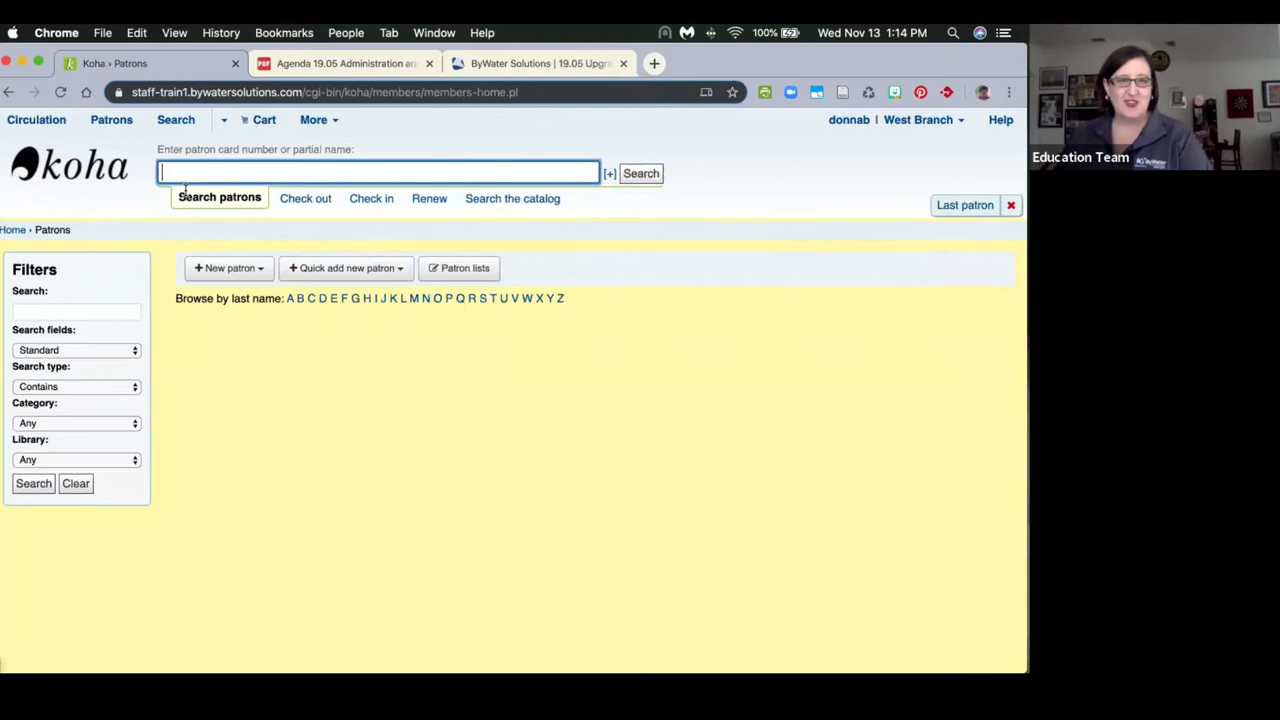 Chrome File Edit View History Bookmarks People Tab Window Help 100% Wed Nov 13 1:14 PM
Koha › Patrons Agenda 19.05 Administration an ByWater Solutions | 19.05 Upgra
staff-train1.bywatersolutions.com/cgi-bin/koha/members/members-home.pl
Circulation Patrons Search Cart More donnab West Branch Help
Enter patron card number or partial name:
koha [+] Search
Search patrons Check out Check in Renew Search the catalog
Last patron
Home › Patrons
Filters
+ New patron + Quick add new patron Patron lists
Search:
Browse by last name: A B C D E F G H I J K L M N O P Q R S T U V W X Y Z
Search fields:
Standard
Search type:
Contains
Category:
Any
Library:
Any
Search Clear
Education Team
ByWater